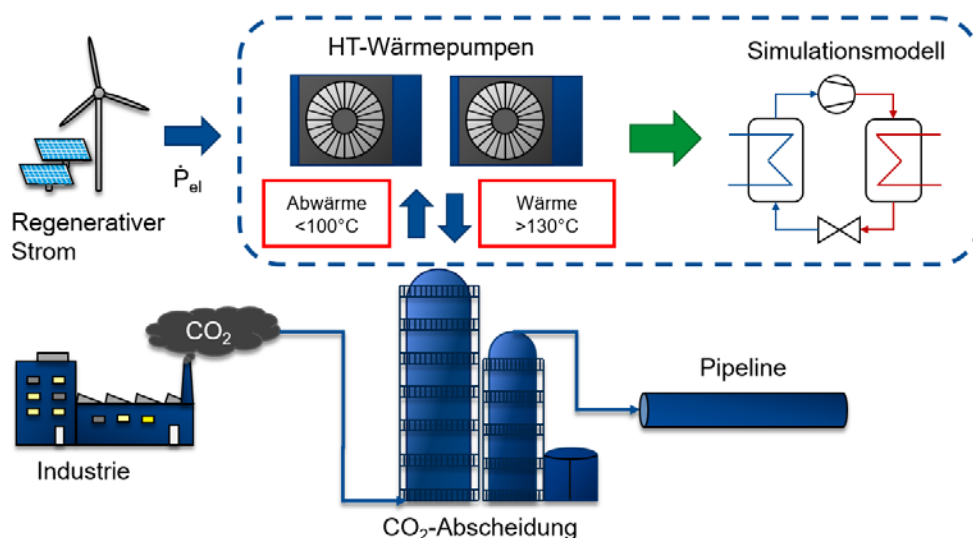 HT-Wärmepumpen
Simulationsmodell
Ṗel
Regenerativer
Strom
Abwärme
<100°C
Wärme
>130°C
CO₂
Pipeline
Industrie
CO₂-Abscheidung